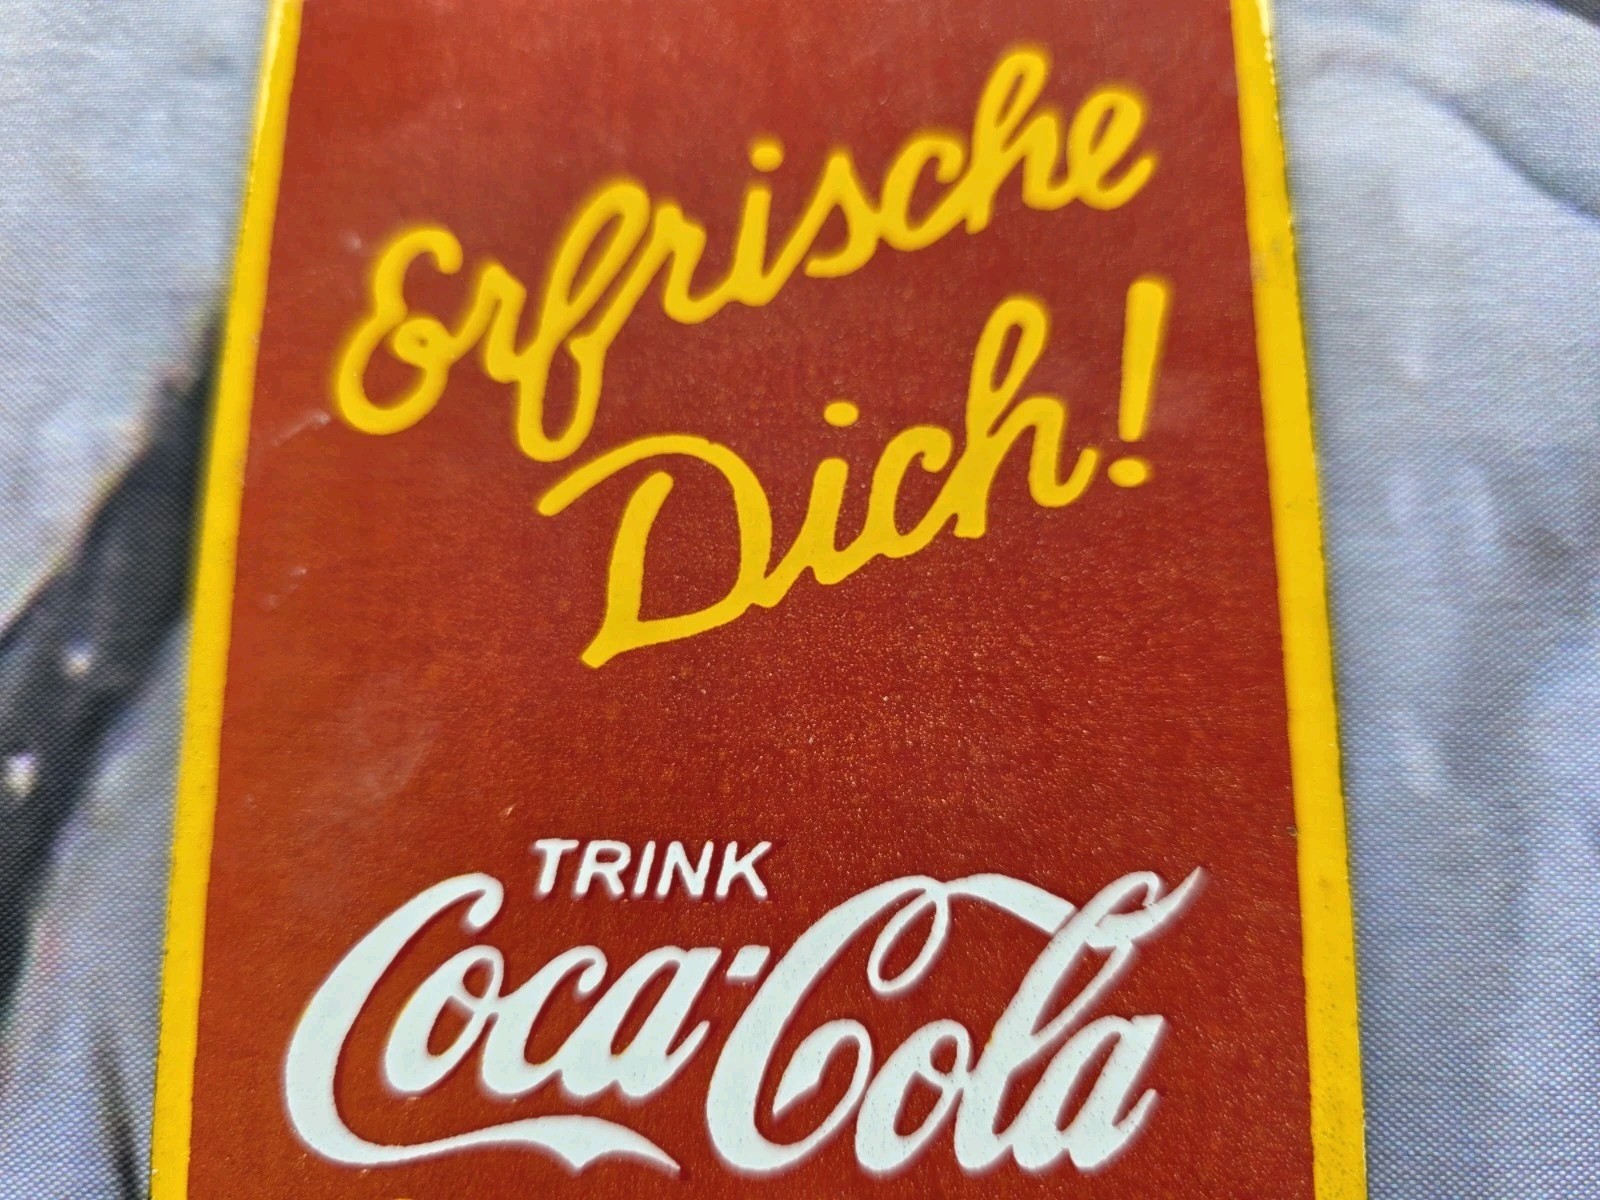 Erfrische
Dich!
TRINK
Coca-Cola